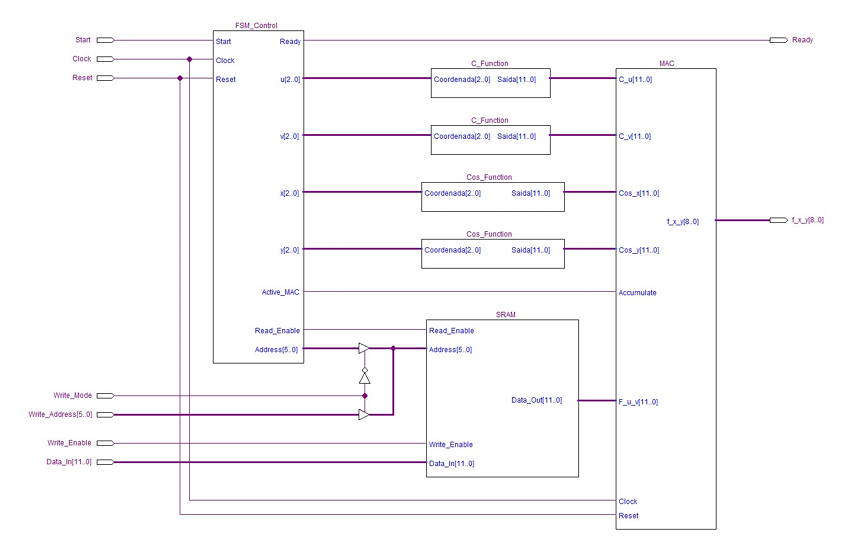 FSM_Control
Start
Start
Ready
Ready
Clock
Clock
C_Function
MAC
Reset
Reset
u[2..0]
Coordenada[2..0]
Saida[11..0]
C_u[11..0]
C_Function
v[2..0]
Coordenada[2..0]
Saida[11..0]
C_v[11..0]
Cos_Function
x[2..0]
Coordenada[2..0]
Saida[11..0]
Cos_x[11..0]
f_x_y[8..0]
f_x_y[8..0]
Cos_Function
y[2..0]
Coordenada[2..0]
Saida[11..0]
Cos_y[11..0]
Active_MAC
Accumulate
SRAM
Read_Enable
Read_Enable
Address[5..0]
Address[5..0]
Write_Mode
Data_Out[11..0]
F_u_v[11..0]
Write_Address[5..0]
Write_Enable
Write_Enable
Data_In[11..0]
Data_In[11..0]
Clock
Reset